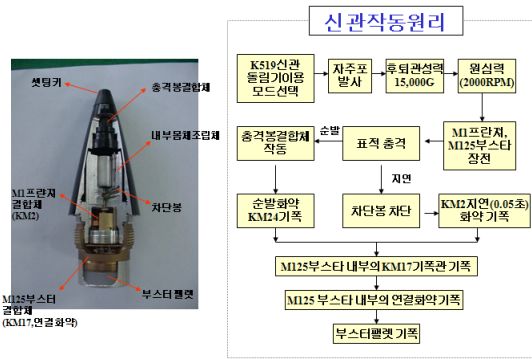 신관작동원리
셋팅키
충격봉결합체
내부몸체조립체
M1프란자
결합체
(KM2)
차단봉
M125부스터
결합체
(KM17,연결화약)
부스터펠렛
K519신관
돌림기이용
모드선택
자주포
발사
후퇴관성력
15,000G
원심력
(2000RPM)
충격봉결합체
작동
순발
표적 충격
M1프란자,
M125부스타
장전
지연
순발화약
KM24기폭
차단봉 차단
KM2지연(0.05초)
화약 기폭
M125부스타 내부의 KM17기폭관 기폭
M125 부스타 내부의 연결화약기폭
부스터펠렛 기폭